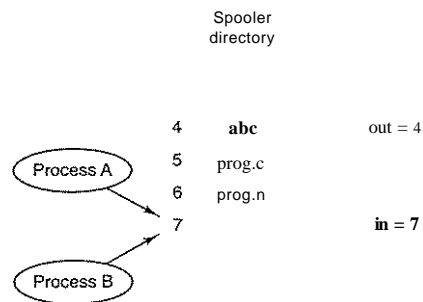 Spooler
directory
4 abc out = 4
Process A
5 prog.c
6 prog.n
7 in = 7
Process B